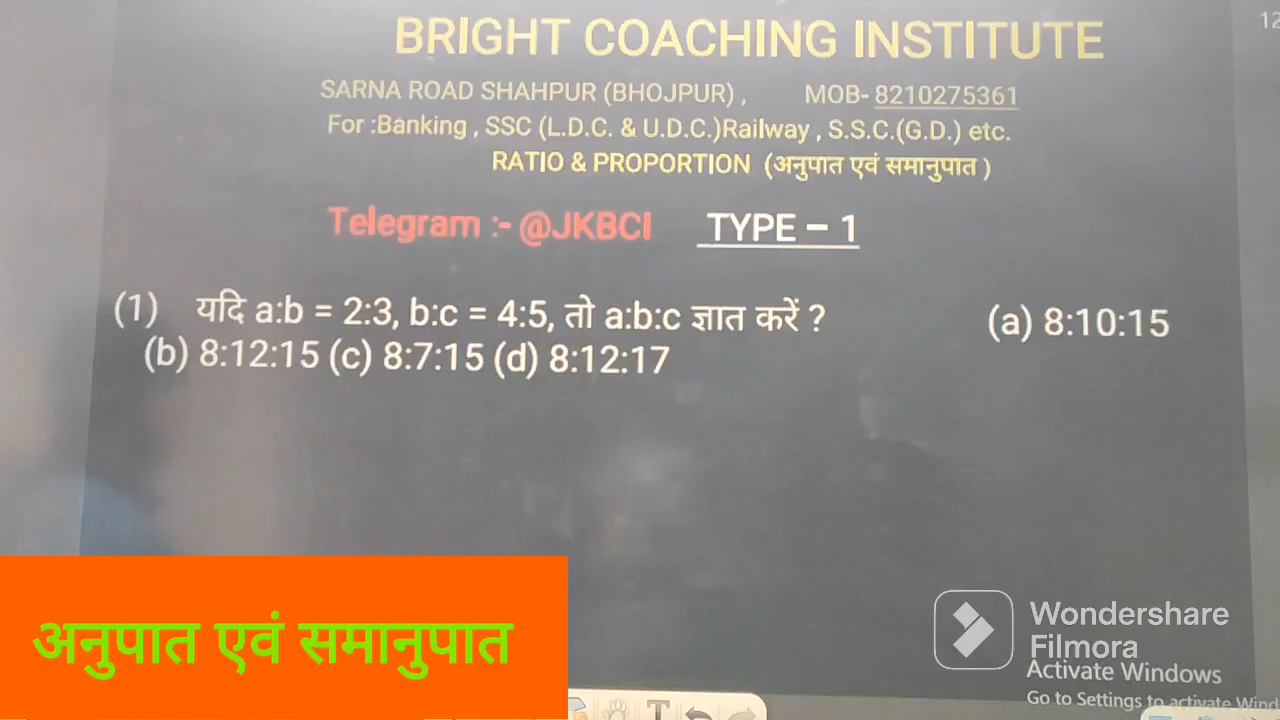 BRIGHT COACHING INSTITUTE
12
SARNA ROAD SHAHPUR (BHOJPUR) , MOB- 8210275361
For :Banking , SSC (L.D.C. & U.D.C.)Railway , S.S.C.(G.D.) etc.
RATIO & PROPORTION (अनुपात एवं समानुपात )
Telegram :- @JKBCI TYPE – 1
(1) यदि a:b = 2:3, b:c = 4:5, तो a:b:c ज्ञात करें ? (a) 8:10:15
(b) 8:12:15 (c) 8:7:15 (d) 8:12:17
अनुपात एवं समानुपात
Wondershare
Filmora
Activate Windows
Go to Settings to activate Wind
T